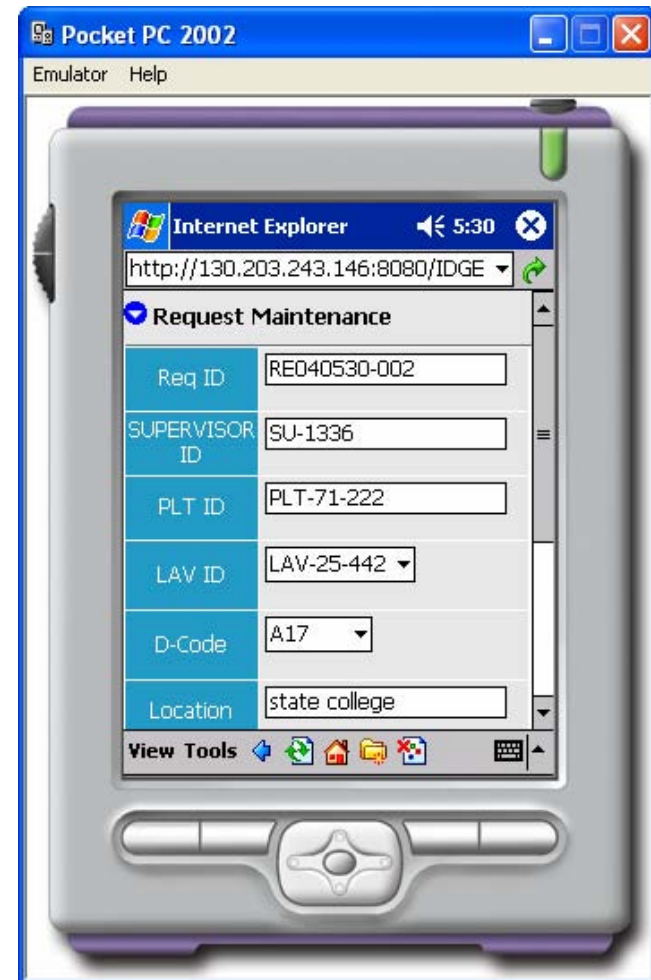 Pocket PC 2002
Emulator Help
Internet Explorer 5:30
http://130.203.243.146:8080/IDGE
Request Maintenance
Req ID RE040530-002
SUPERVISOR
ID SU-1336
PLT ID PLT-71-222
LAV ID LAV-25-442
D-Code A17
Location state college
View Tools